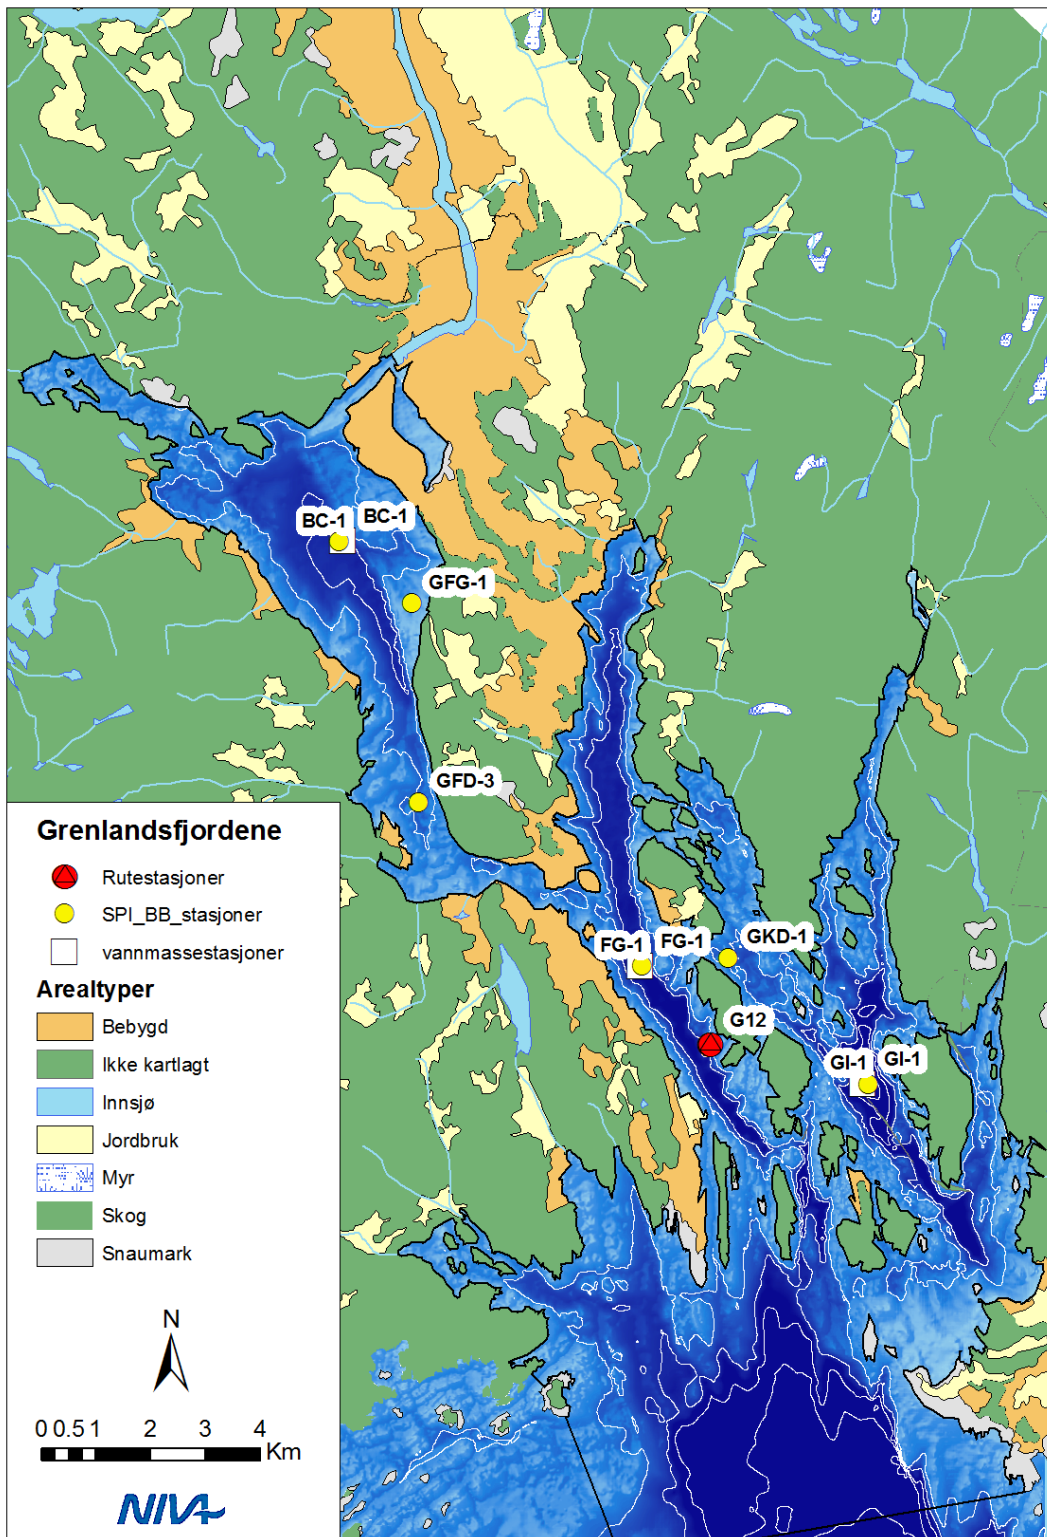 BC-1
BC-1
GFG-1
GFD-3
FG-1
FG-1
GKD-1
G12
GI-1
GI-1
Grenlandsfjordene
Rutestasjoner
SPI_BB_stasjoner
vannmassestasjoner
Arealtyper
Bebygd
Ikke kartlagt
Innsjø
Jordbruk
Myr
Skog
Snaumark
N
0 0.5 1 2 3 4
Km
NIVA